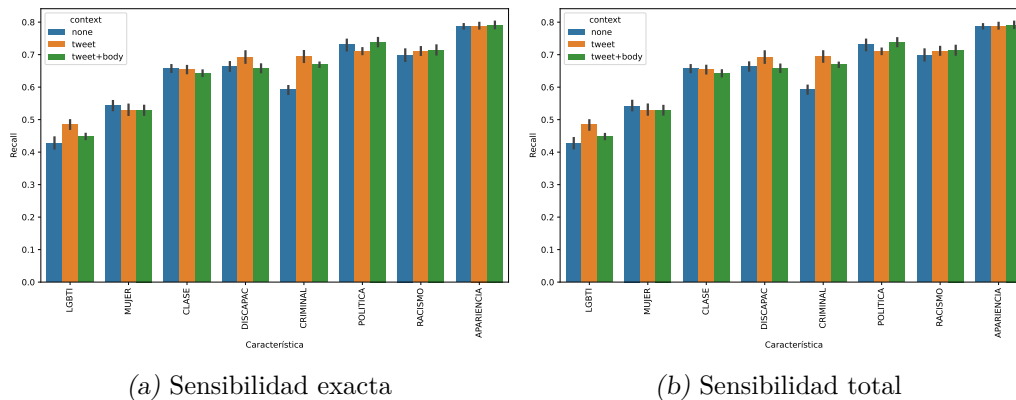 context
none
tweet
tweet+body
Recall
0.8
0.7
0.6
0.5
0.4
0.3
0.2
0.1
0.0
LGBTI
MUJER
CLASE
DISCAPAC
CRIMINAL
POLITICA
RACISMO
APARIENCIA
Característica
(a) Sensibilidad exacta
context
none
tweet
tweet+body
Recall
0.8
0.7
0.6
0.5
0.4
0.3
0.2
0.1
0.0
LGBTI
MUJER
CLASE
DISCAPAC
CRIMINAL
POLITICA
RACISMO
APARIENCIA
Característica
(b) Sensibilidad total